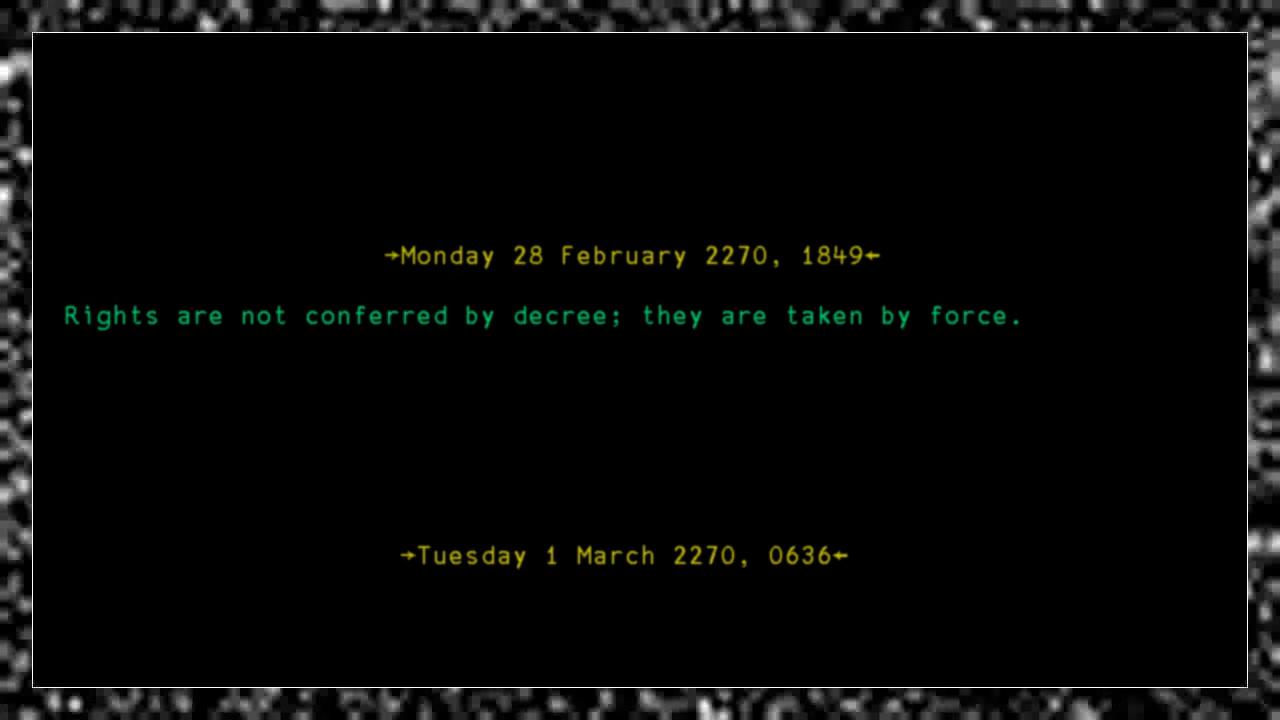 →Monday 28 February 2270, 1849←
Rights are not conferred by decree; they are taken by force.
→Tuesday 1 March 2270, 0636←